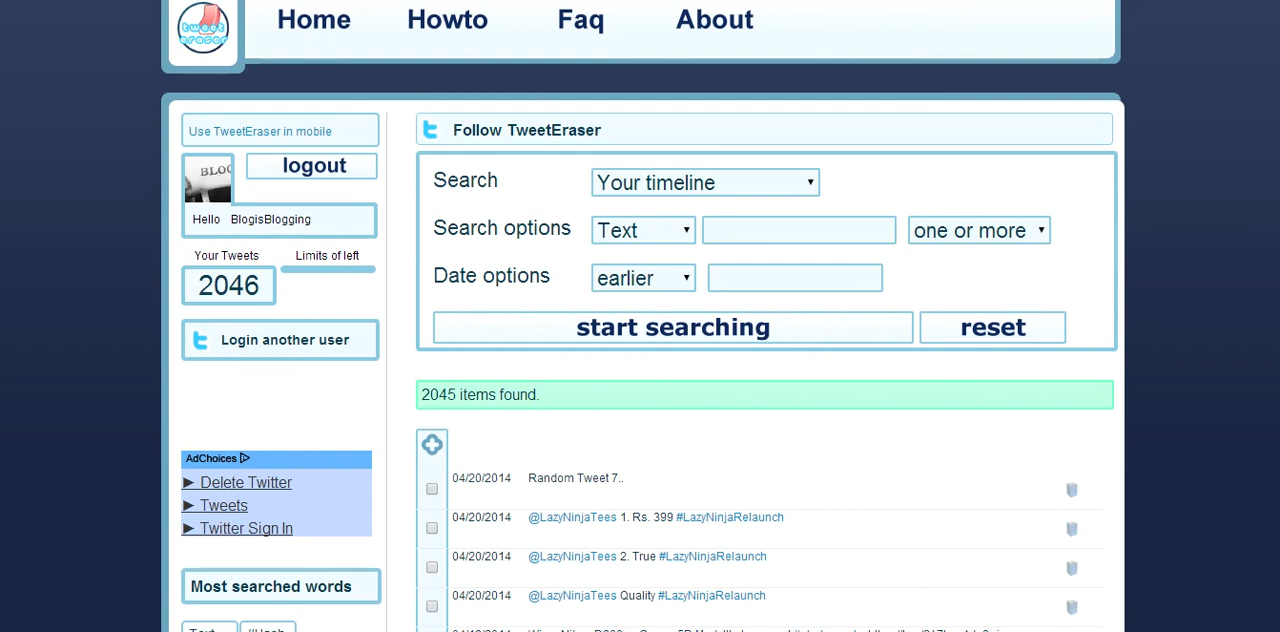 tweet
eraser
Home Howto Faq About
Use TweetEraser in mobile
BLOG
logout
Hello BlogisBlogging
Your Tweets Limits of left
2046
Login another user
AdChoices
► Delete Twitter
► Tweets
► Twitter Sign In
Most searched words
Follow TweetEraser
Search Your timeline
Search options Text one or more
Date options earlier
start searching reset
2045 items found.
04/20/2014 Random Tweet 7..
04/20/2014 @LazyNinjaTees 1. Rs. 399 #LazyNinjaRelaunch
04/20/2014 @LazyNinjaTees 2. True #LazyNinjaRelaunch
04/20/2014 @LazyNinjaTees Quality #LazyNinjaRelaunch